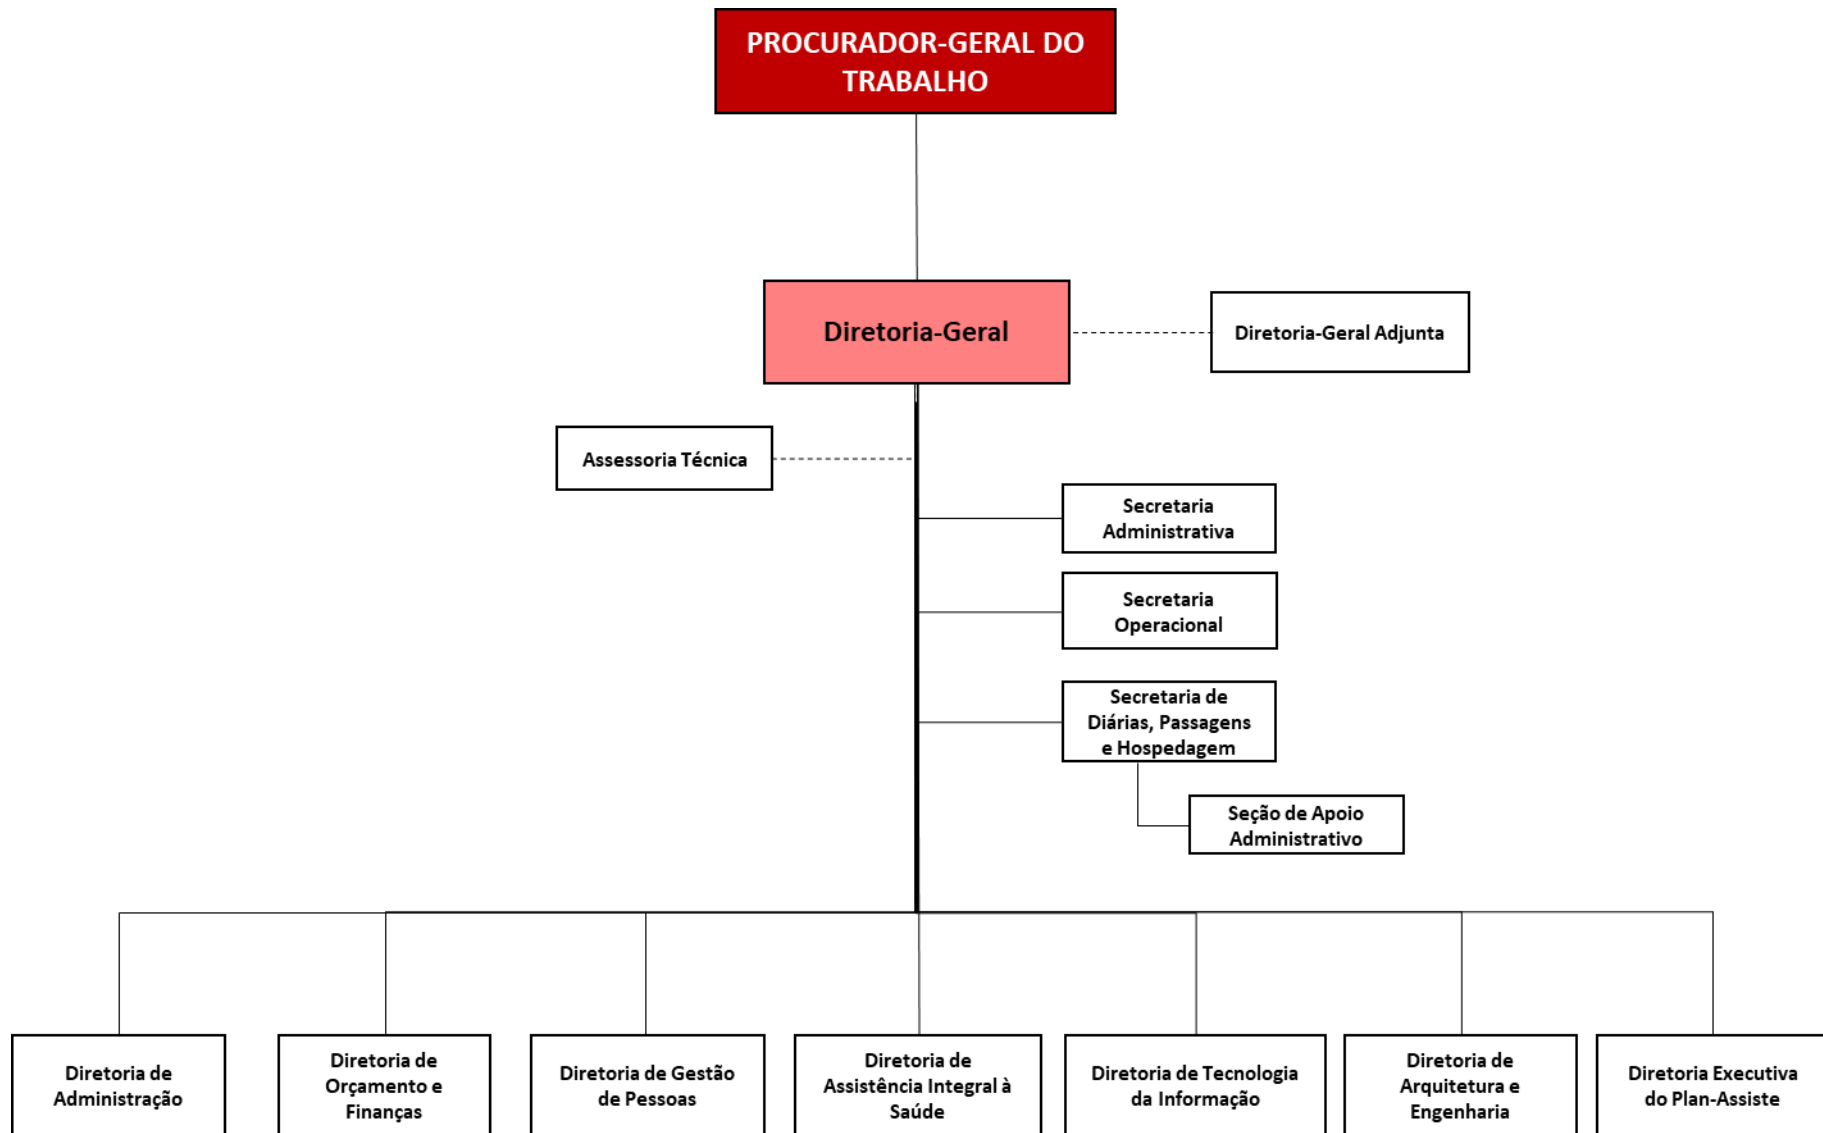 PROCURADOR-GERAL DO
TRABALHO
Diretoria-Geral
Diretoria-Geral Adjunta
Assessoria Técnica
Secretaria
Administrativa
Secretaria
Operacional
Secretaria de
Diárias, Passagens
e Hospedagem
Seção de Apoio
Administrativo
Diretoria de
Administração
Diretoria de
Orçamento e
Finanças
Diretoria de Gestão
de Pessoas
Diretoria de
Assistência Integral à
Saúde
Diretoria de Tecnologia
da Informação
Diretoria de
Arquitetura e
Engenharia
Diretoria Executiva
do Plan-Assiste